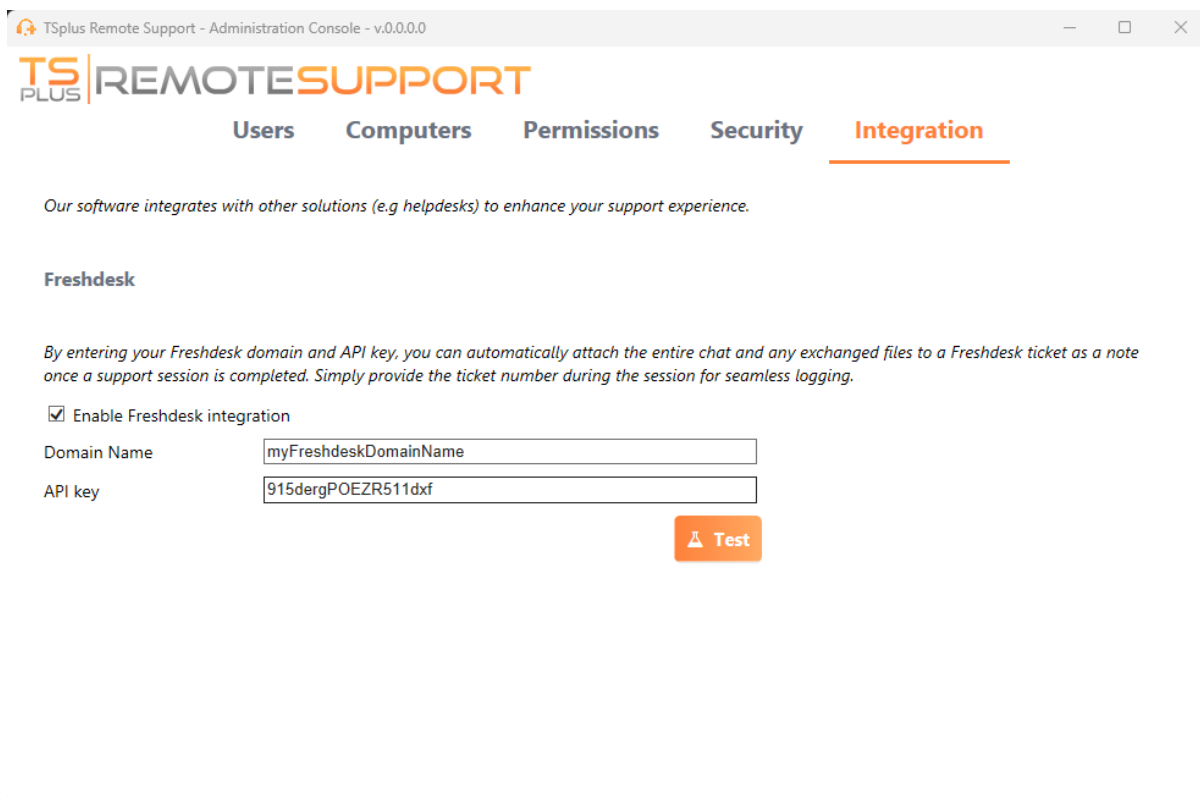 TSplus Remote Support - Administration Console - v.0.0.0.0
TS PLUS REMOTESUPPORT
Users Computers Permissions Security Integration
Our software integrates with other solutions (e.g helpdesks) to enhance your support experience.
Freshdesk
By entering your Freshdesk domain and API key, you can automatically attach the entire chat and any exchanged files to a Freshdesk ticket as a note
once a support session is completed. Simply provide the ticket number during the session for seamless logging.
Enable Freshdesk integration
Domain Name myFreshdeskDomainName
API key 915dergPOEZR511dxf
Test